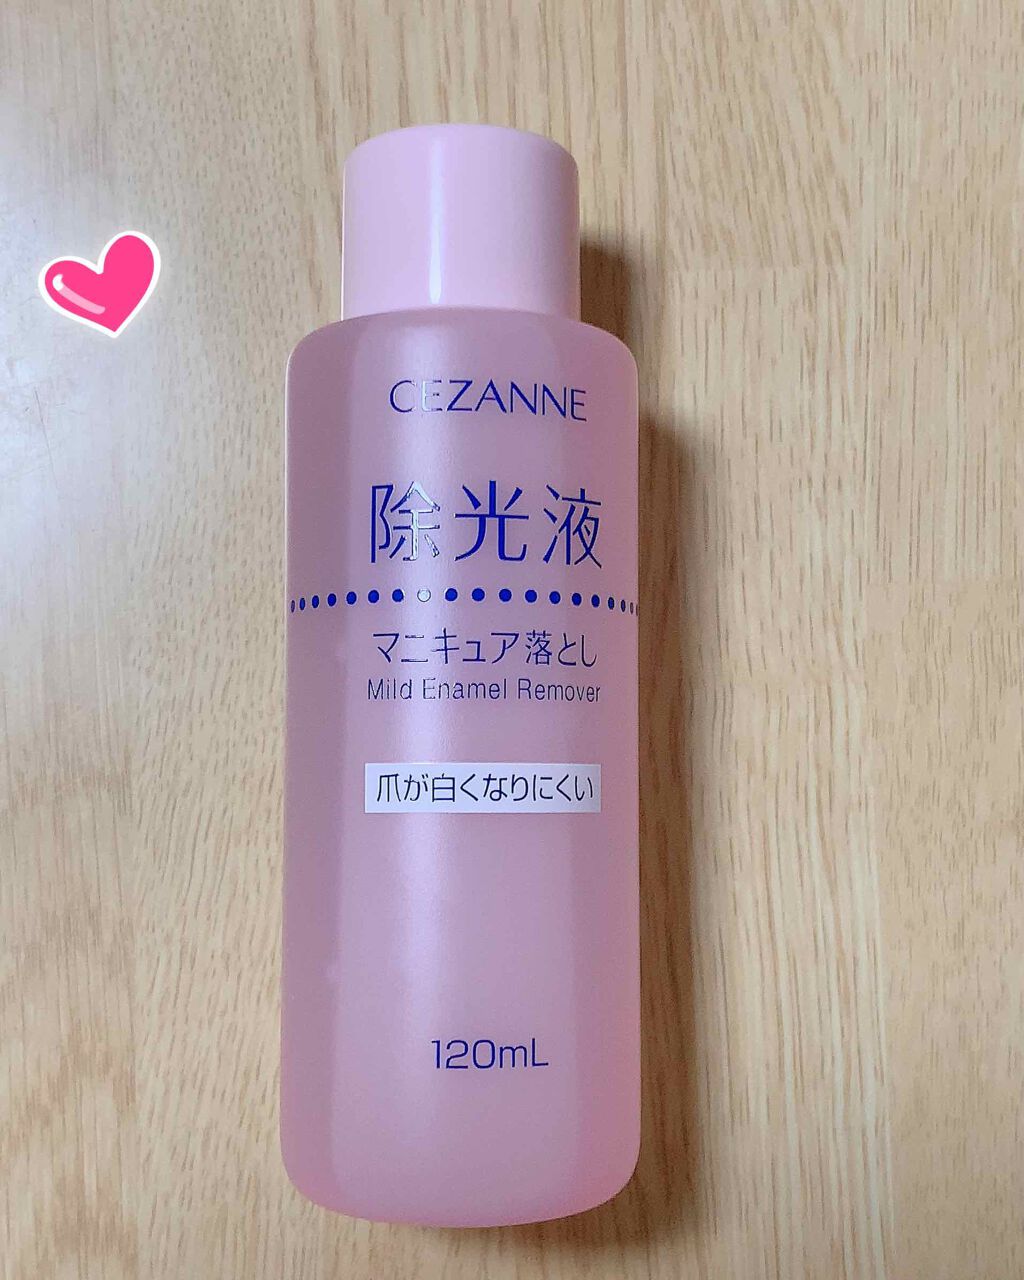 CEZANNE
除光液
マニキュア落とし
Mild Enamel Remover
爪が白くなりにくい
120mL